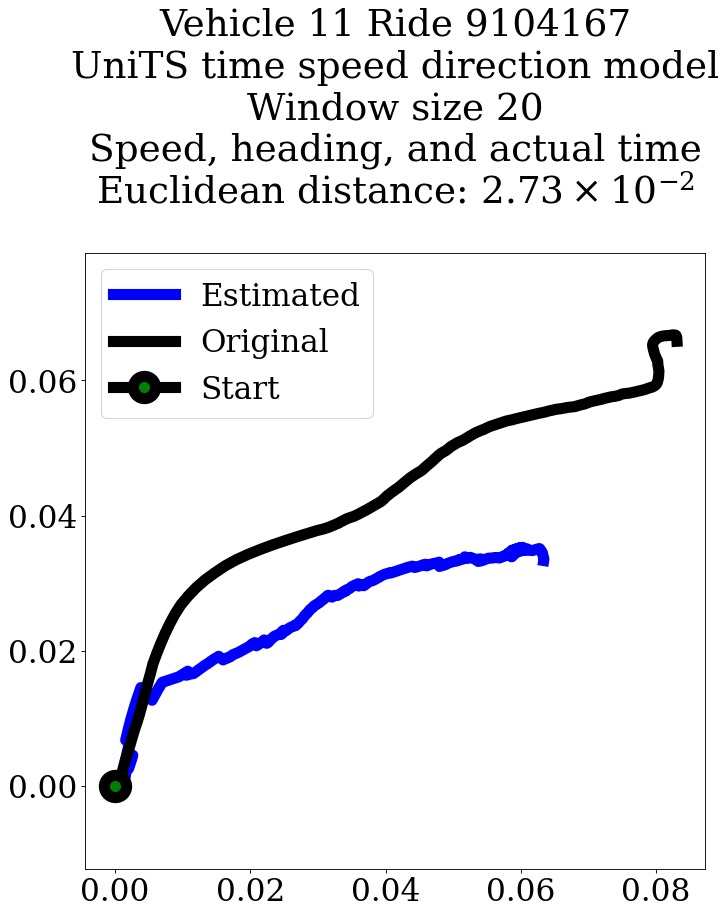 Vehicle 11 Ride 9104167
UniTS time speed direction model
Window size 20
Speed, heading, and actual time
Euclidean distance: 2.73 × 10⁻²
Estimated
Original
Start
0.06
0.04
0.02
0.00
0.00 0.02 0.04 0.06 0.08